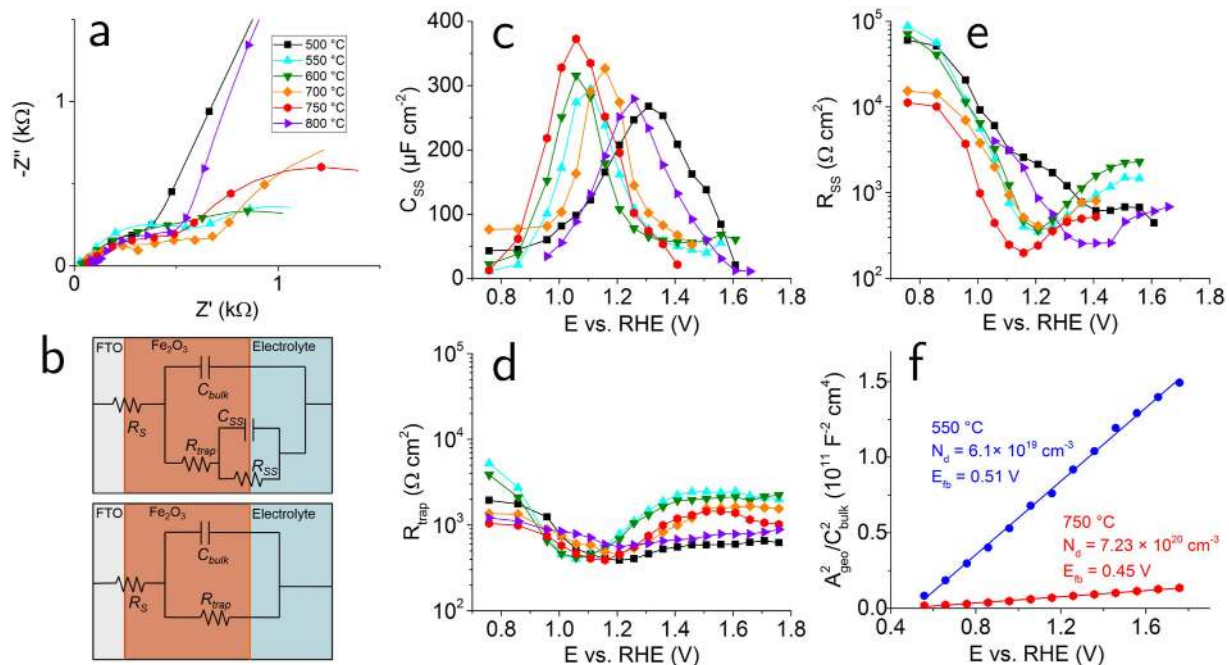 a
-Z'' (kΩ)
1
0
0
1
Z' (kΩ)
500 °C
550 °C
600 °C
700 °C
750 °C
800 °C
b
FTO
Fe2O3
Electrolyte
Cbulk
CSS
RS
Rtrap
RSS
FTO
Fe2O3
Electrolyte
Cbulk
RS
Rtrap
c
CSS (µF cm-2)
400
300
200
100
0
0.8 1.0 1.2 1.4 1.6 1.8
E vs. RHE (V)
d
Rtrap (Ω cm2)
105
104
103
102
0.8 1.0 1.2 1.4 1.6 1.8
E vs. RHE (V)
e
RSS (Ω cm2)
105
104
103
102
0.8 1.0 1.2 1.4 1.6 1.8
E vs. RHE (V)
f
A2geo/C2bulk (1011 F-2 cm4)
1.5
1.0
0.5
0.0
550 °C
Nd = 6.1× 1019 cm-3
Efb = 0.51 V
750 °C
Nd = 7.23 × 1020 cm-3
Efb = 0.45 V
0.4 0.6 1.0 1.4 1.8
E vs. RHE (V)